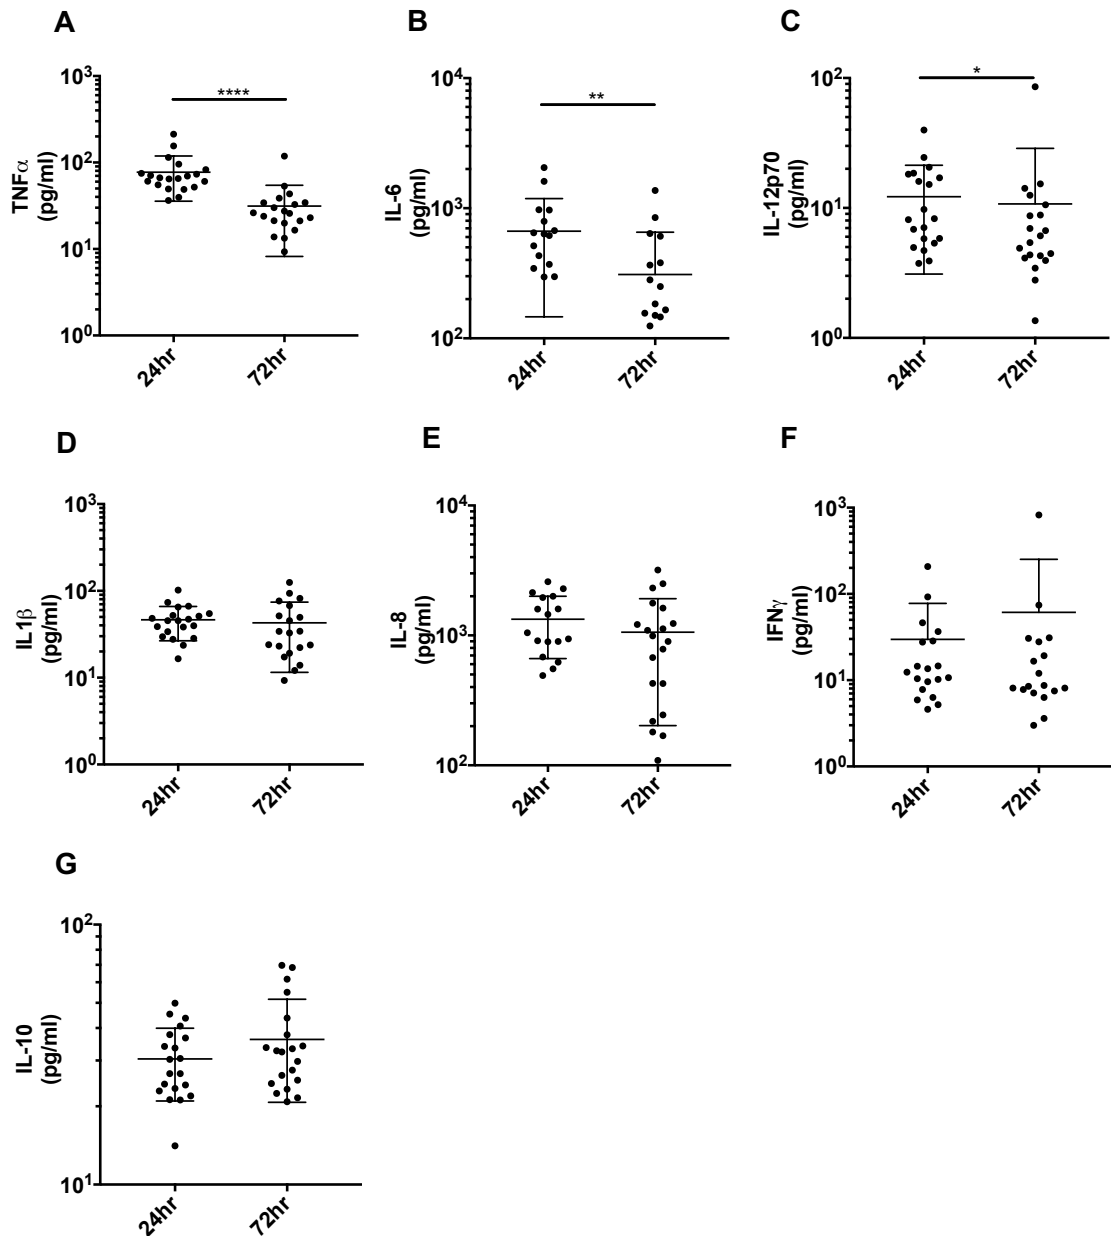 A
TNFα
(pg/ml)
10³
10²
10¹
10⁰
****
24hr
72hr
B
IL-6
(pg/ml)
10⁴
10³
10²
**
24hr
72hr
C
IL-12p70
(pg/ml)
10²
10¹
10⁰
*
24hr
72hr
D
IL1β
(pg/ml)
10³
10²
10¹
10⁰
24hr
72hr
E
IL-8
(pg/ml)
10⁴
10³
10²
24hr
72hr
F
IFNγ
(pg/ml)
10³
10²
10¹
10⁰
24hr
72hr
G
IL-10
(pg/ml)
10²
10¹
24hr
72hr